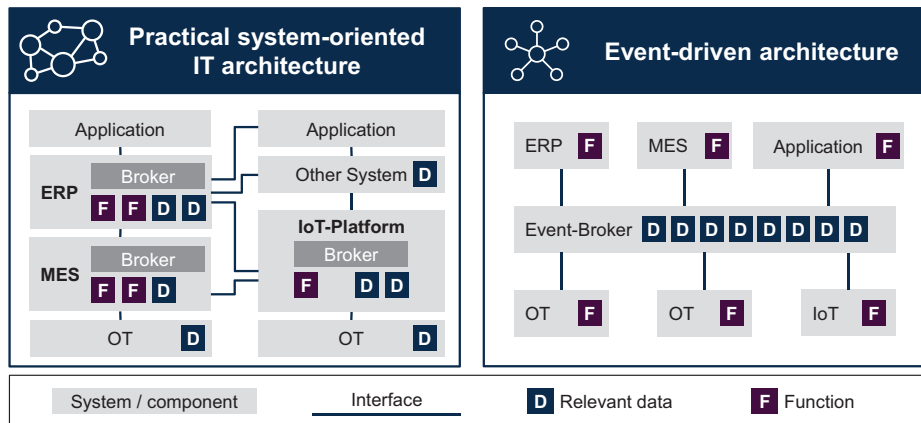 Practical system-oriented
IT architecture
Application
ERP
Broker
F F D D
MES
Broker
F F D
OT D
Application
Other System D
IoT-Platform
Broker
F D D
OT D
Event-driven architecture
ERP F
MES F
Application F
Event-Broker D D D D D D D D
OT F
OT F
IoT F
System / component
Interface
D Relevant data
F Function